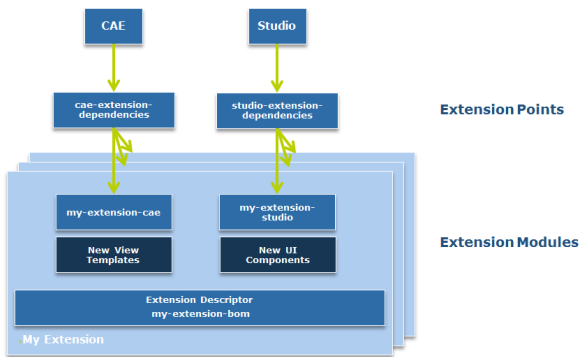 CAE
Studio
cae-extension-
dependencies
studio-extension-
dependencies
Extension Points
my-extension-cae
my-extension-
studio
New View
Templates
New UI
Components
Extension Modules
Extension Descriptor
my-extension-bom
My Extension